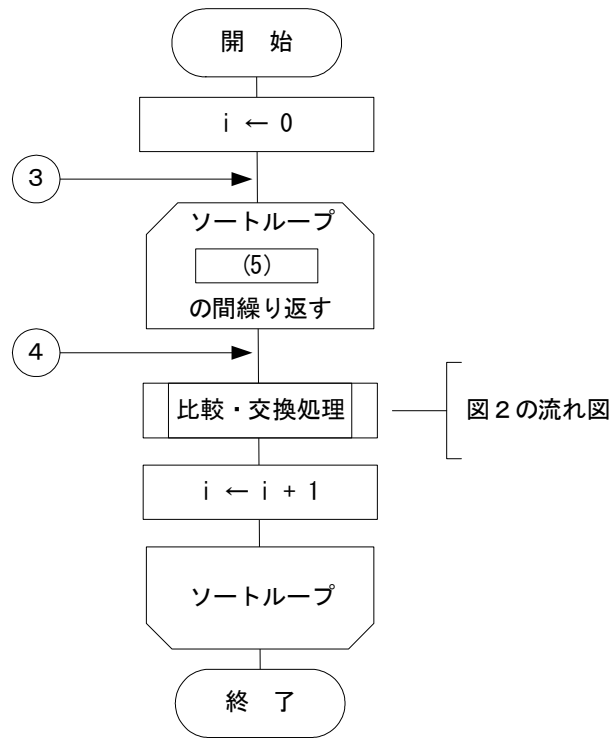 開 始
i ← 0
3
ソートループ
(5)
の間繰り返す
4
比較・交換処理
図2の流れ図
i ← i + 1
ソートループ
終 了